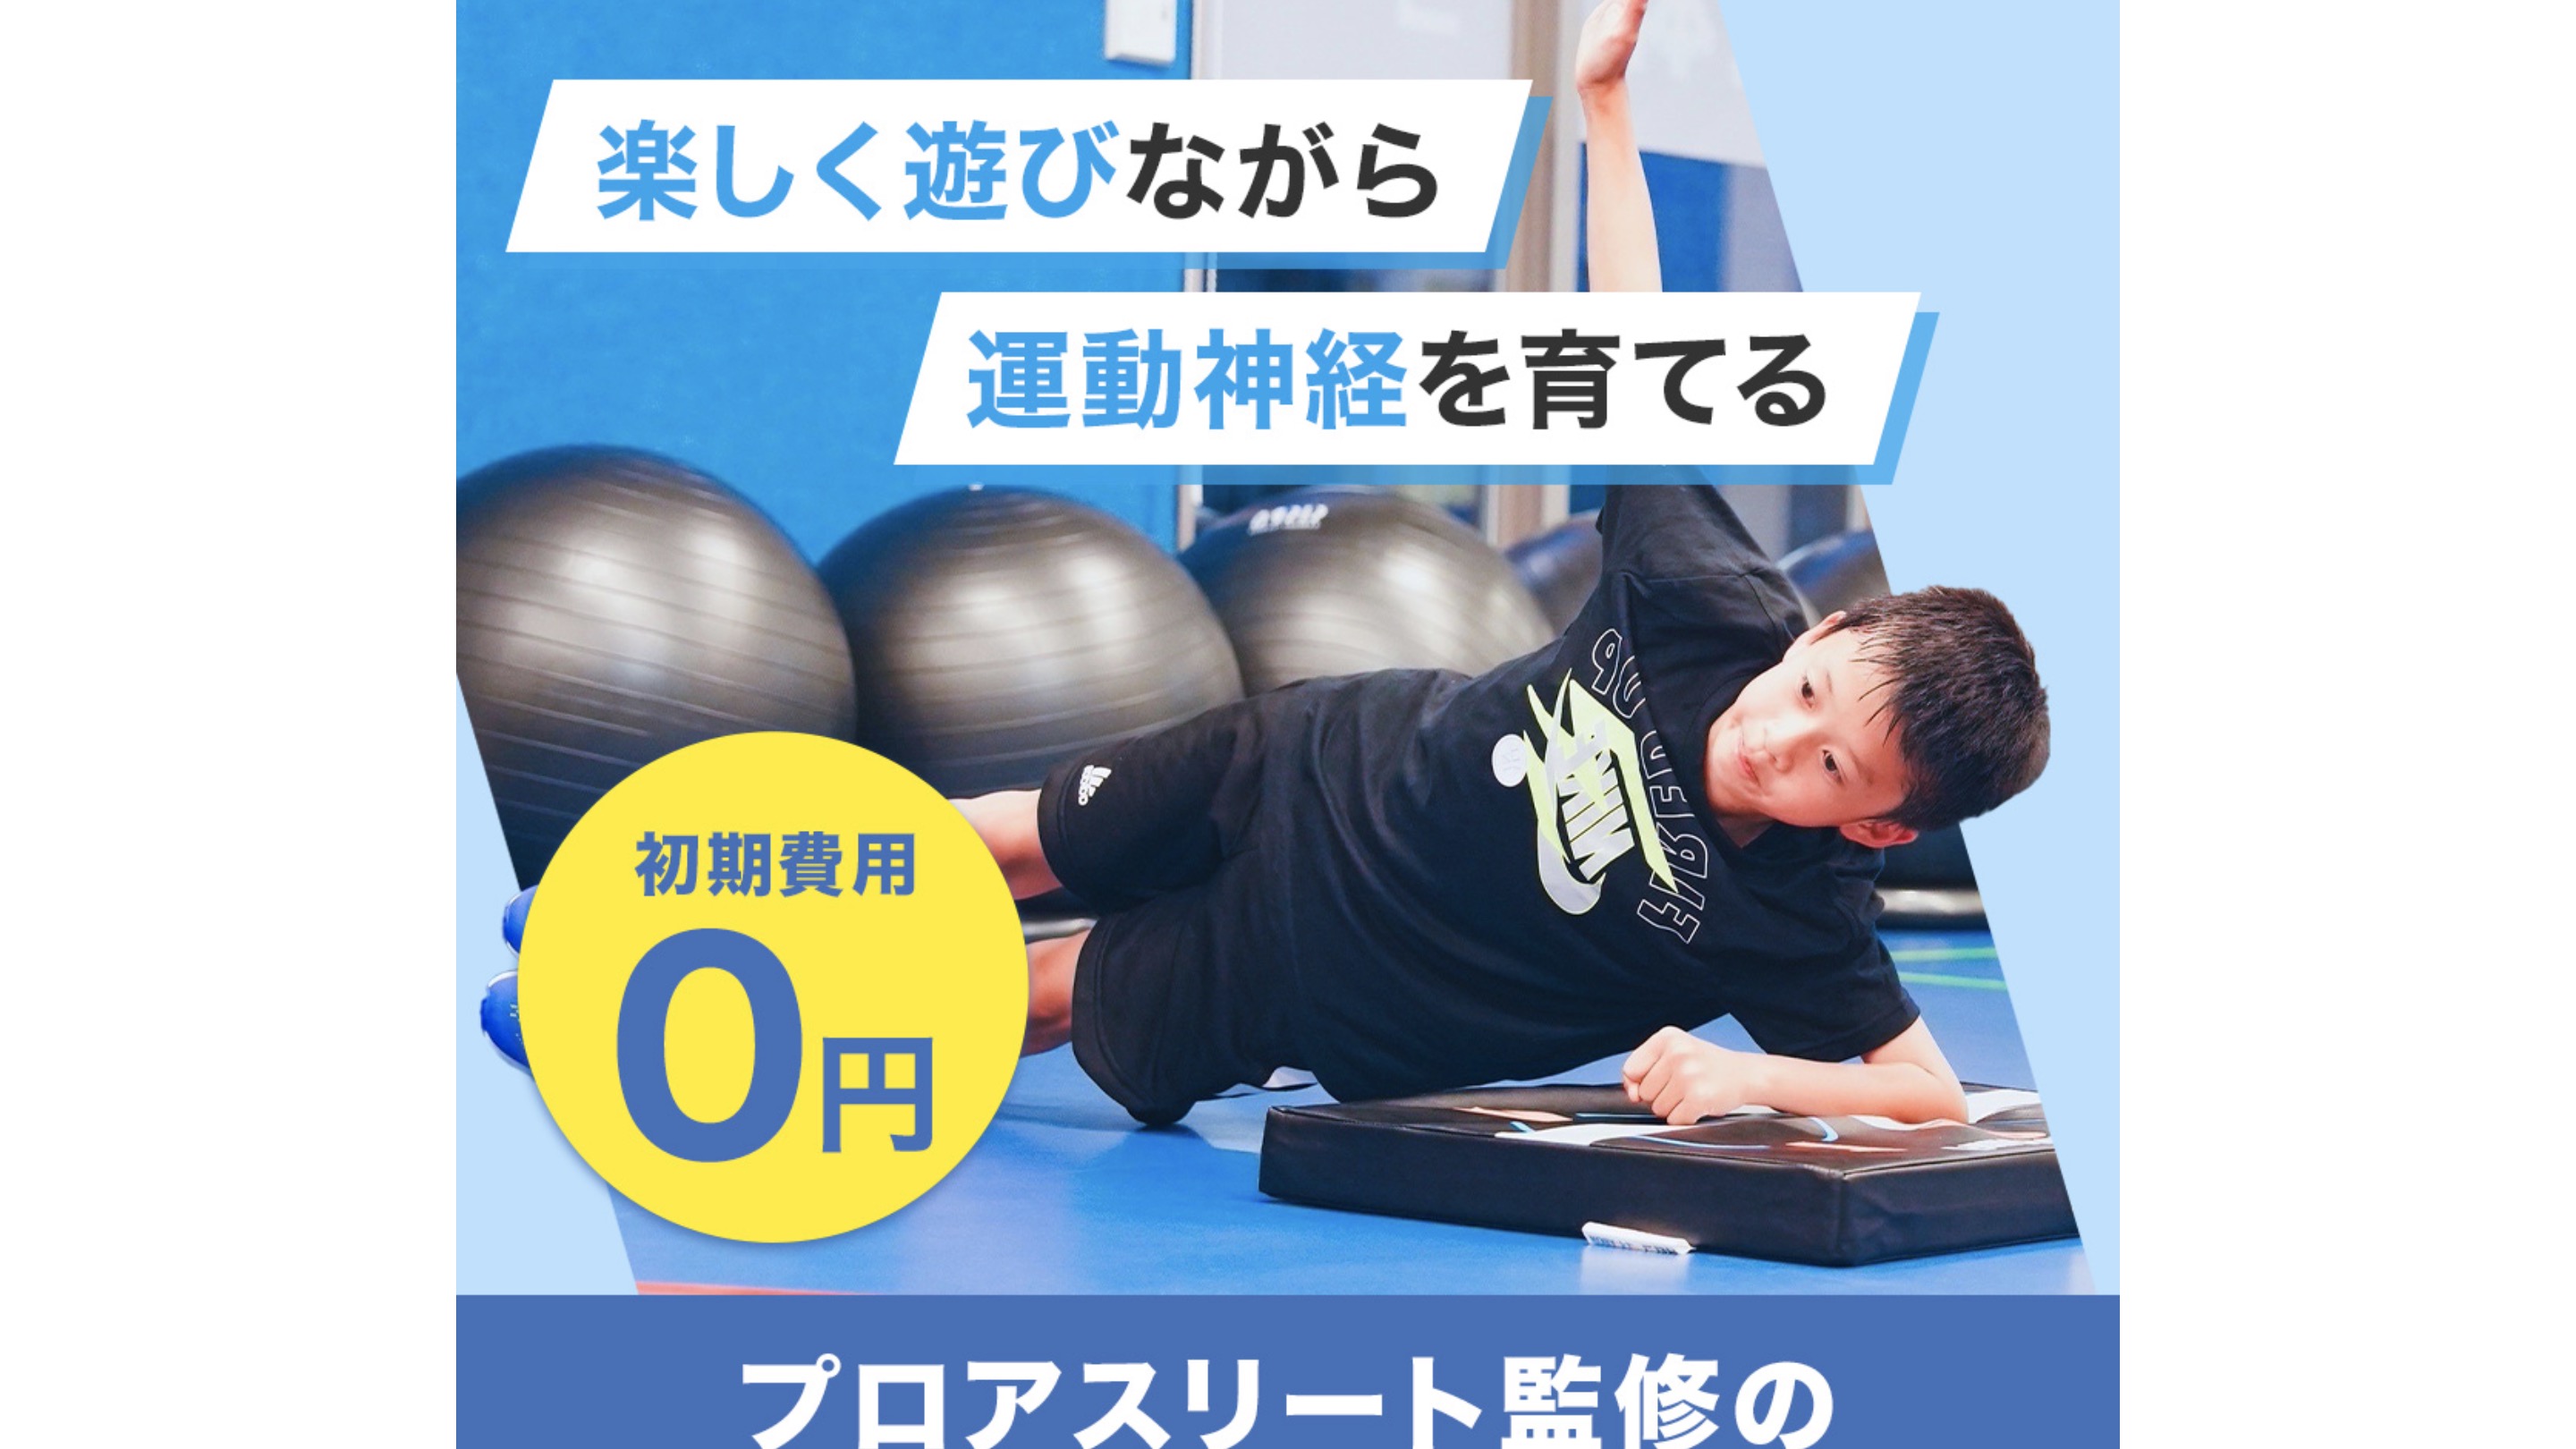 楽しく遊びながら
運動神経を育てる
初期費用
0円
プロアスリート監修の